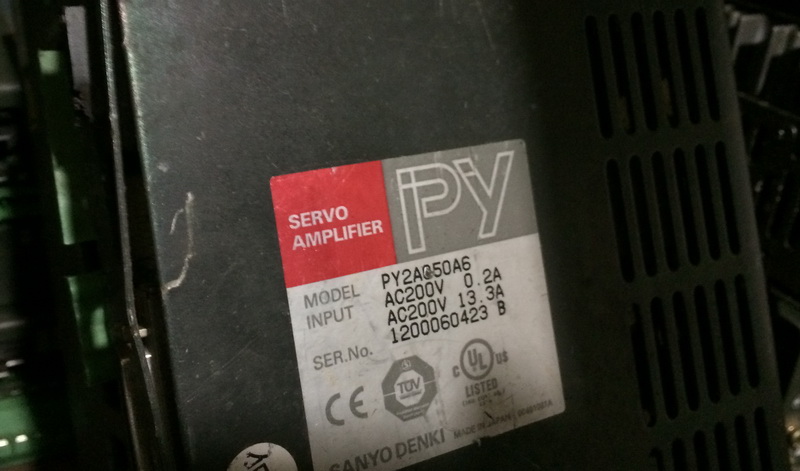 SERVO
AMPLIFIER
PY
MODEL PY2A050A6
INPUT AC200V 0.2A
AC200V 13.3A
SER.No. 1200060423 B
CE
TÜV
C UL US
LISTED
SANYO DENKI MADE IN JAPAN